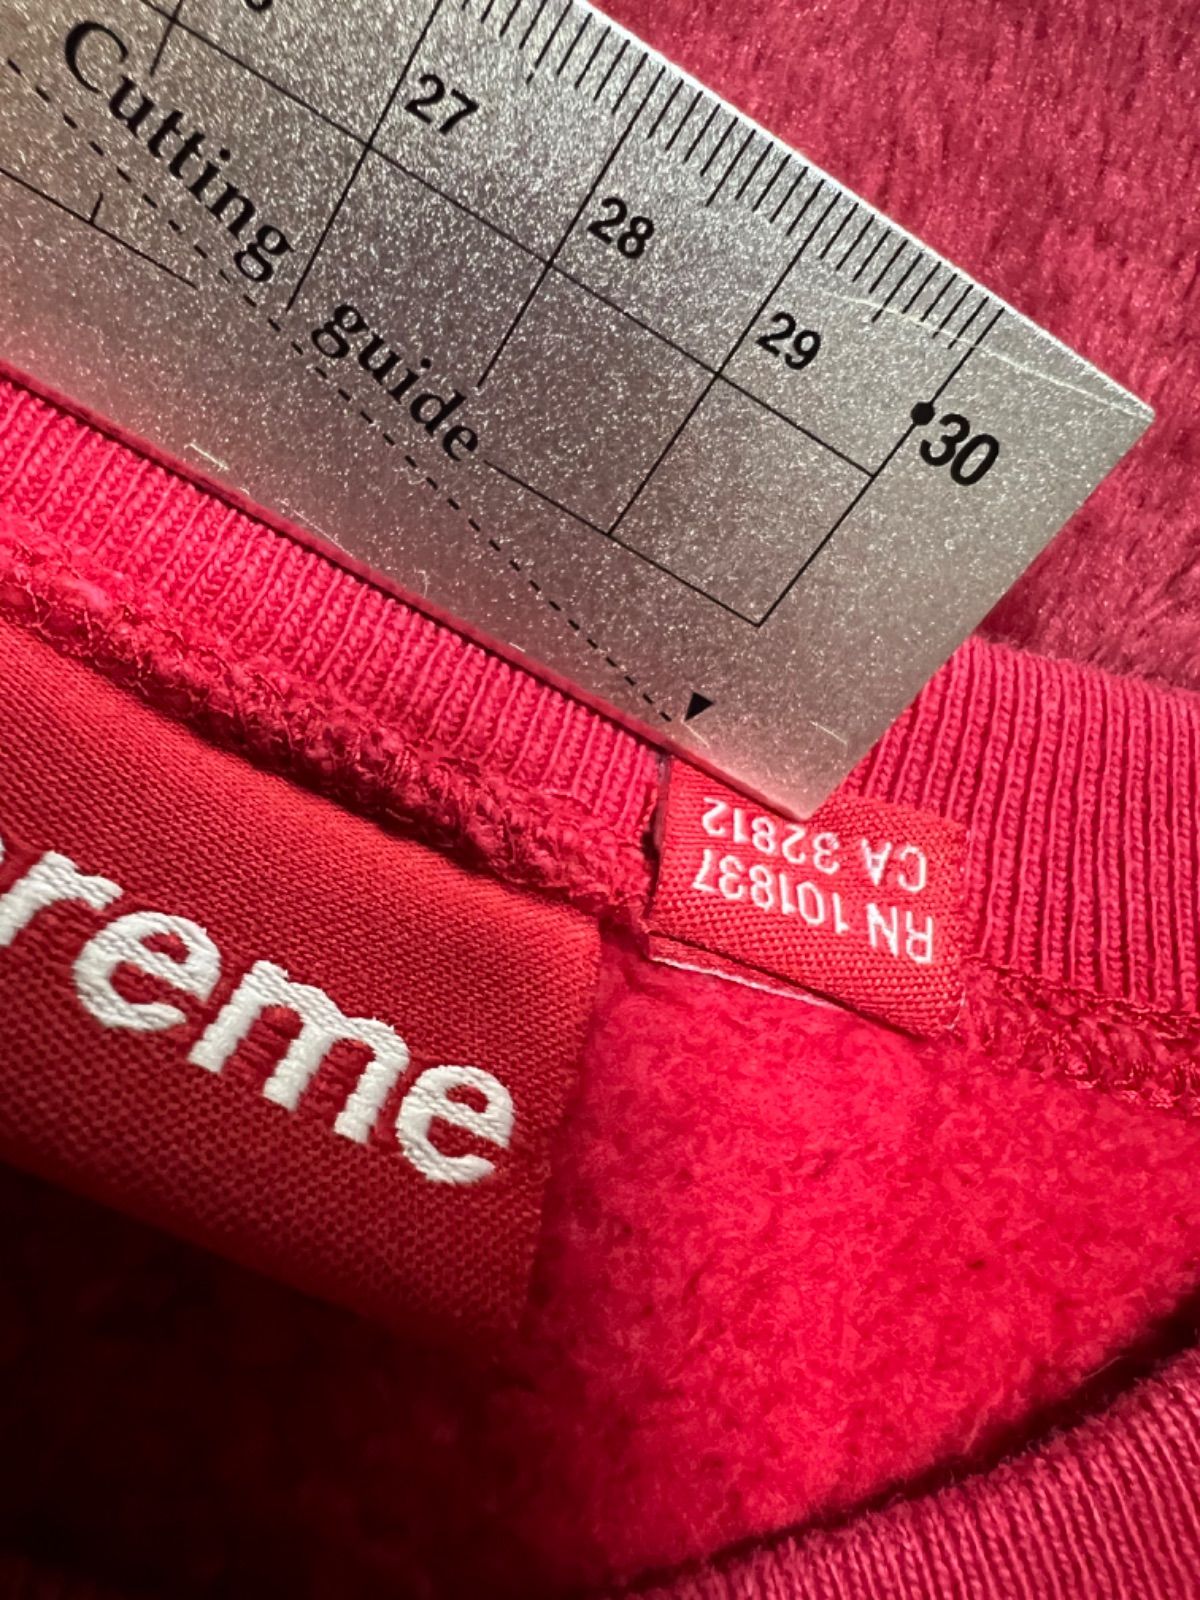 Cutting guide
27
28
29
30
reme
RN 101837
CA 32812